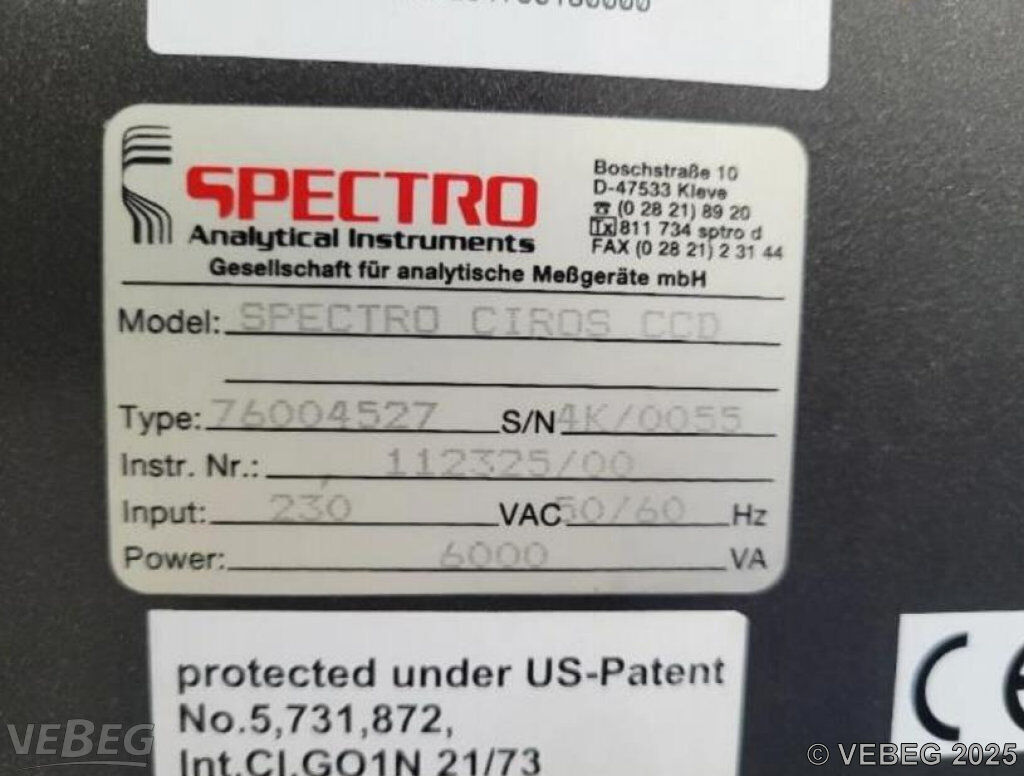 SPECTRO
Analytical Instruments
Gesellschaft für analytische Meßgeräte mbH
Boschstraße 10
D-47533 Kleve
☎ (0 28 21) 89 20
Tx 811 734 sptro d
FAX (0 28 21) 2 31 44
Model: SPECTRO CIROS CCD
Type: 76004527 S/N 4K/0055
Instr. Nr.: 112325/00
Input: 230 VAC 50/60 Hz
Power: 6000 VA
protected under US-Patent
No.5,731,872,
Int.Cl.GO1N 21/73
CE
VEBEG
© VEBEG 2025